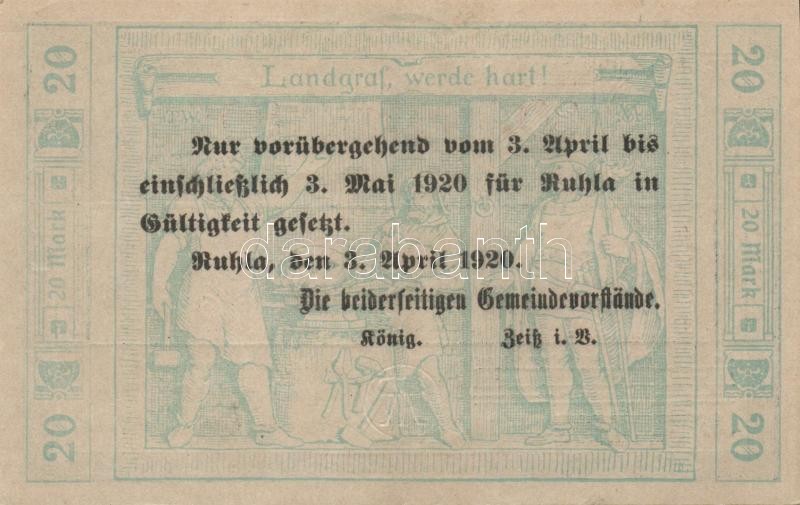 20
20
Landgraf, werde hart!
Nur vorübergehend vom 3. April bis
einschließlich 3. Mai 1920 für Ruhla in
Gültigkeit gesetzt.
Ruhla, den 3. April 1920.
Die beiderseitigen Gemeindevorstände.
König. Zeiß i. V.
20 Mark
20 Mark
20
20
darabanth